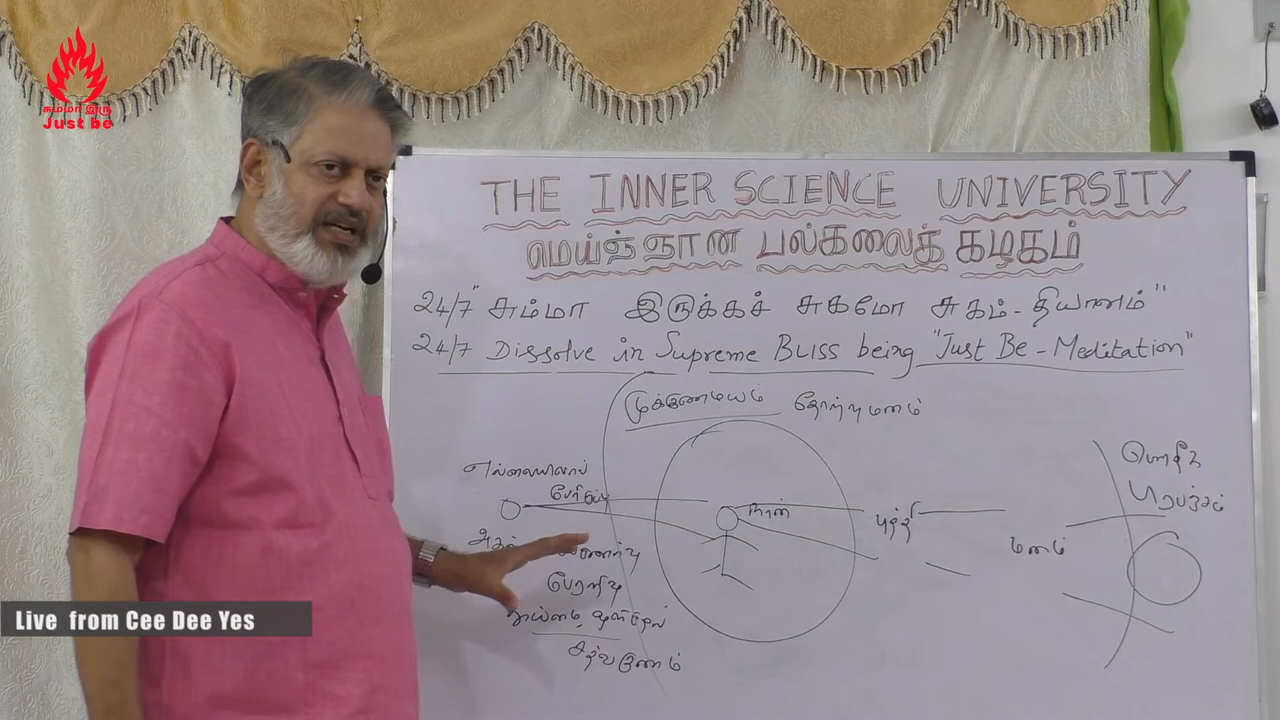 சும்மா இரு
Just be
THE INNER SCIENCE UNIVERSITY
மெய்ஞ்ஞான பல்கலைக் கழகம்
24/7 "சும்மா இருக்கச் சுகமோ சுகம் - தியானம்"
24/7 Dissolve in Supreme BLISS being "Just Be - Meditation"
முக்குணமயம் தோற்றமனம்
எல்லையிலாப்
பேரிருப்பு
நான்
புத்தி
மனம்
பௌதீக
பிரபஞ்சம்
பேரறிவு
தூய்மை,
Live from Cee Dee Yes